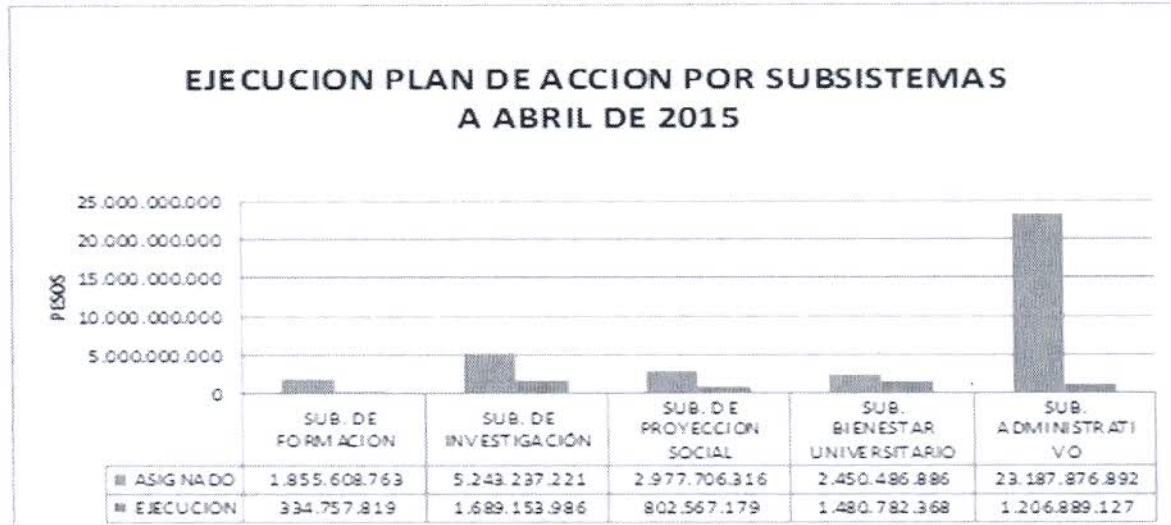 EJECUCION PLAN DE ACCION POR SUBSISTEMAS
A ABRIL DE 2015
PESOS
25.000.000.000
20.000.000.000
15.000.000.000
10.000.000.000
5.000.000.000
0
SUB. DE
FORMACION
SUB. DE
INVESTIGACIÓN
SUB. DE
PROYECCION
SOCIAL
SUB.
BIENESTAR
UNIVERSITARIO
SUB.
ADMINISTRATI
VO
ASIGNADO 1.855.608.763 5.243.237.221 2.977.706.316 2.450.486.886 23.187.876.892
EJECUCION 334.757.819 1.689.153.986 802.567.179 1.480.782.368 1.206.889.127